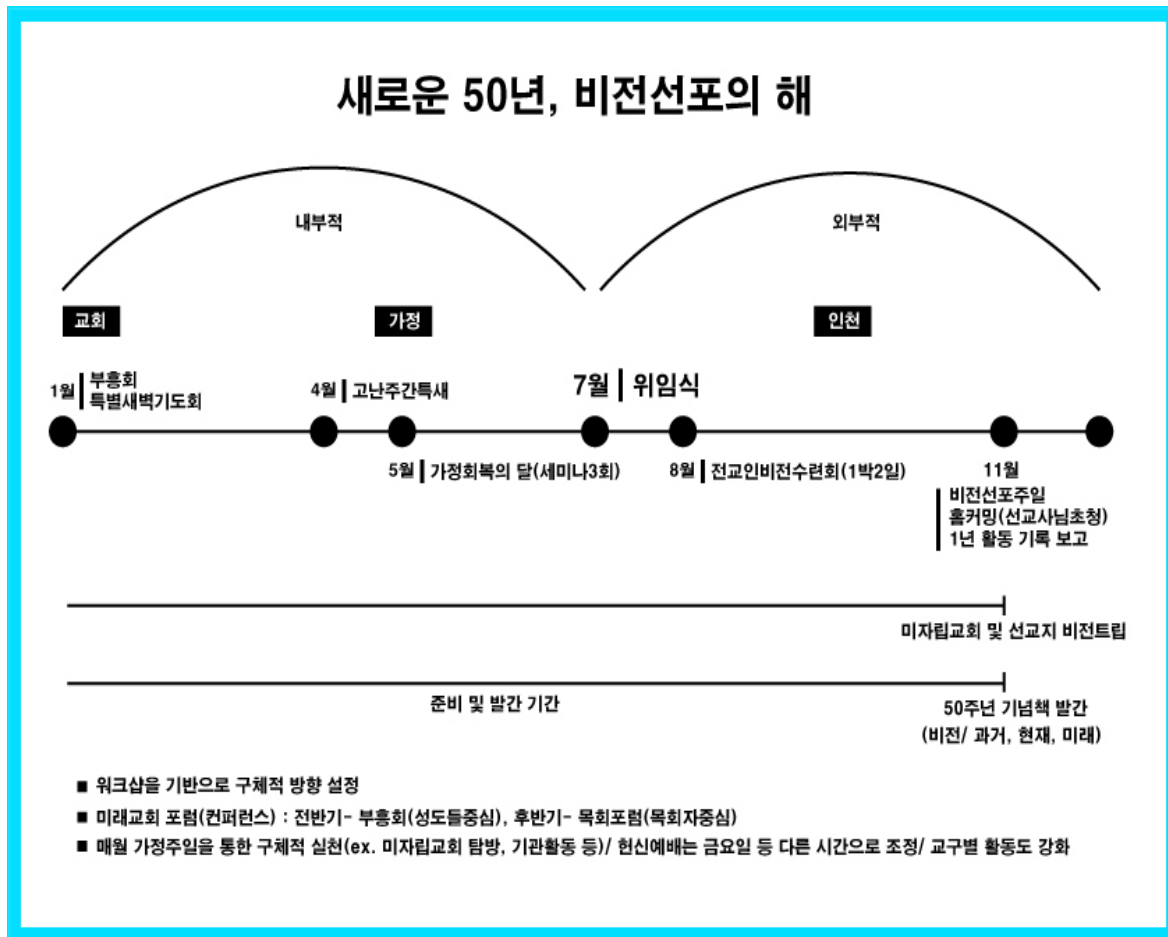 새로운 50년, 비전선포의 해
내부적
외부적
교회
가정
인천
1월
부흥회
특별새벽기도회
4월
고난주간특새
7월
위임식
5월
가정회복의 달(세미나3회)
8월
전교인비전수련회(1박2일)
11월
비전선포주일
홈커밍(선교사님초청)
1년 활동 기록 보고
미자립교회 및 선교지 비전트립
준비 및 발간 기간
50주년 기념책 발간
(비전/ 과거, 현재, 미래)
■ 워크샵을 기반으로 구체적 방향 설정
■ 미래교회 포럼(컨퍼런스) : 전반기- 부흥회(성도들중심), 후반기- 목회포럼(목회자중심)
■ 매월 가정주일을 통한 구체적 실천(ex. 미자립교회 탐방, 기관활동 등)/ 헌신예배는 금요일 등 다른 시간으로 조정/ 교구별 활동도 강화